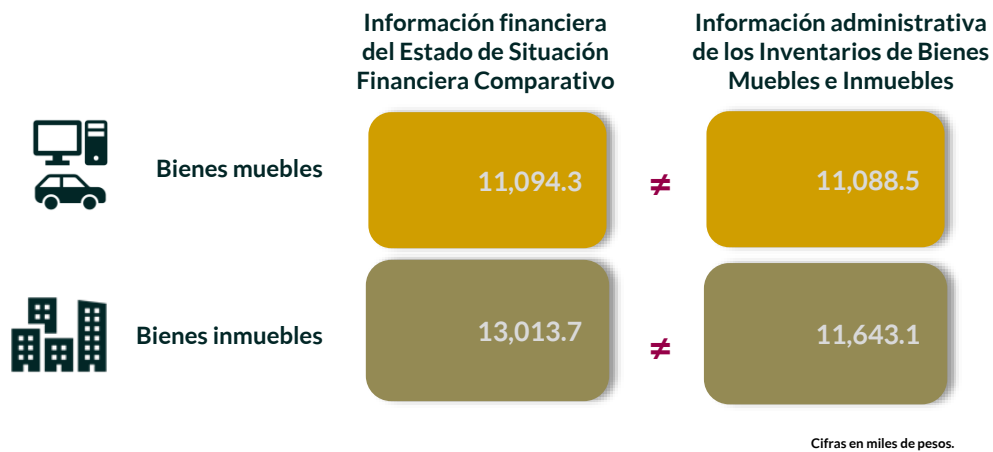 Información financiera
del Estado de Situación
Financiera Comparativo
Información administrativa
de los Inventarios de Bienes
Muebles e Inmuebles
Bienes muebles
11,094.3
≠
11,088.5
Bienes inmuebles
13,013.7
≠
11,643.1
Cifras en miles de pesos.